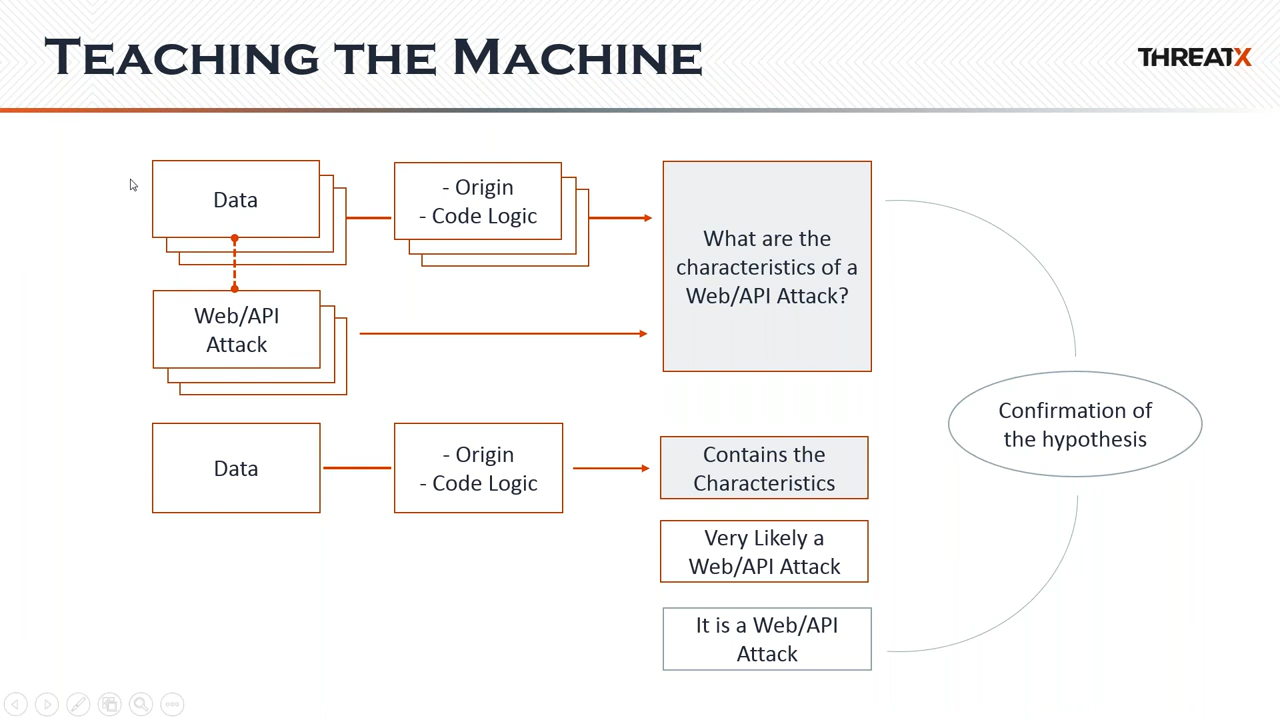 TEACHING THE MACHINE
THREATX
Data
- Origin
- Code Logic
What are the
characteristics of a
Web/API Attack?
Web/API
Attack
Confirmation of
the hypothesis
Data
- Origin
- Code Logic
Contains the
Characteristics
Very Likely a
Web/API Attack
It is a Web/API
Attack